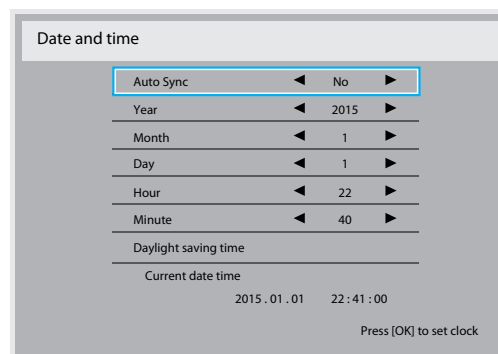 Date and time
Auto Sync ◀ No ▶
Year ◀ 2015 ▶
Month ◀ 1 ▶
Day ◀ 1 ▶
Hour ◀ 22 ▶
Minute ◀ 40 ▶
Daylight saving time
Current date time
2015 . 01 . 01 22 : 41 : 00
Press [OK] to set clock